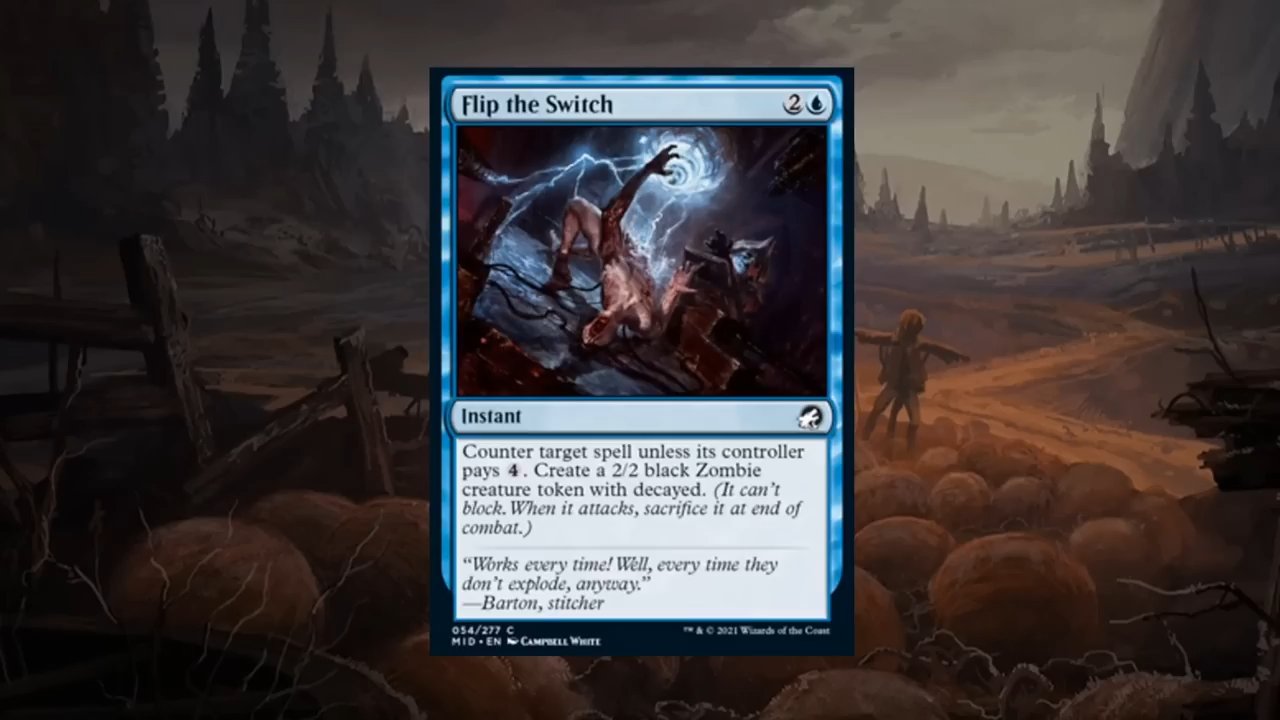 Flip the Switch 2
Instant
Counter target spell unless its controller
pays 4. Create a 2/2 black Zombie
creature token with decayed. (It can't
block. When it attacks, sacrifice it at end of
combat.)
“Works every time! Well, every time they
don't explode, anyway.”
—Barton, stitcher
054/277 C
MID • EN Campbell White
™ & © 2021 Wizards of the Coast